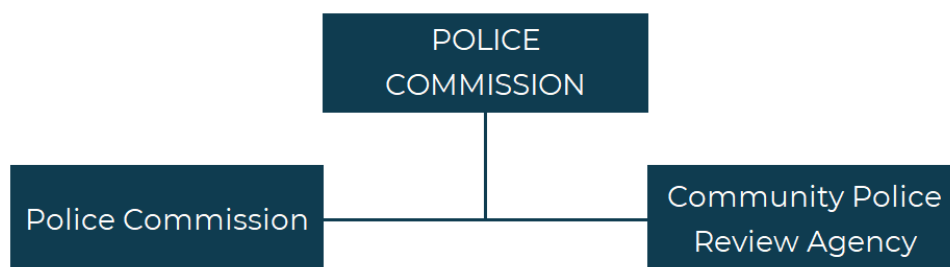 POLICE
COMMISSION
Police Commission
Community Police
Review Agency